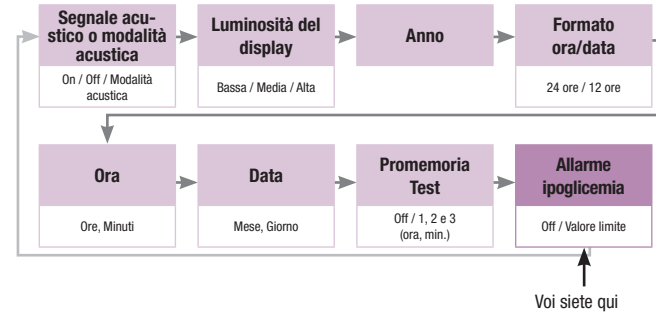 Segnale acu-
stico o modalità
acustica
On / Off / Modalità
acustica
Luminosità del
display
Bassa / Media / Alta
Anno
Formato
ora/data
24 ore / 12 ore
Ora
Ore, Minuti
Data
Mese, Giorno
Promemoria
Test
Off / 1, 2 e 3
(ora, min.)
Allarme
ipoglicemia
Off / Valore limite
Voi siete qui